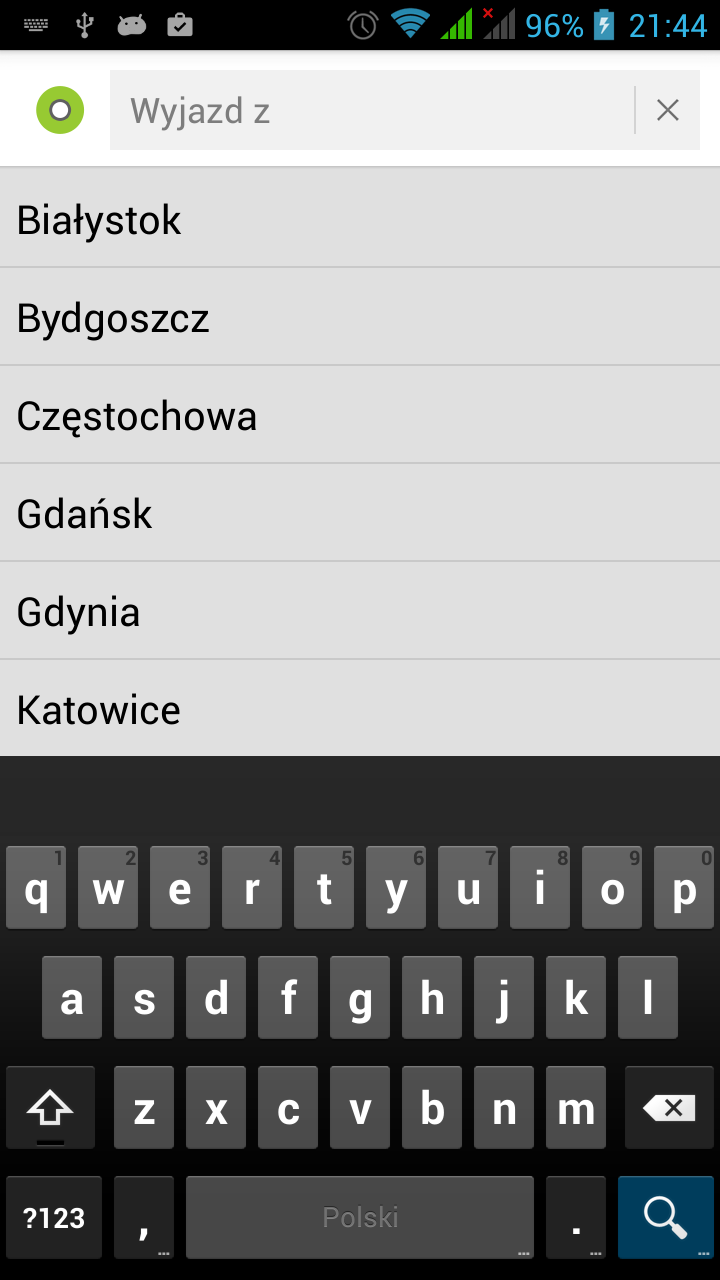 96% 21:44
Wyjazd z
Białystok
Bydgoszcz
Częstochowa
Gdańsk
Gdynia
Katowice
1 2 3 4 5 6 7 8 9 0
q w e r t y u i o p
a s d f g h j k l
z x c v b n m
?123 , Polski .